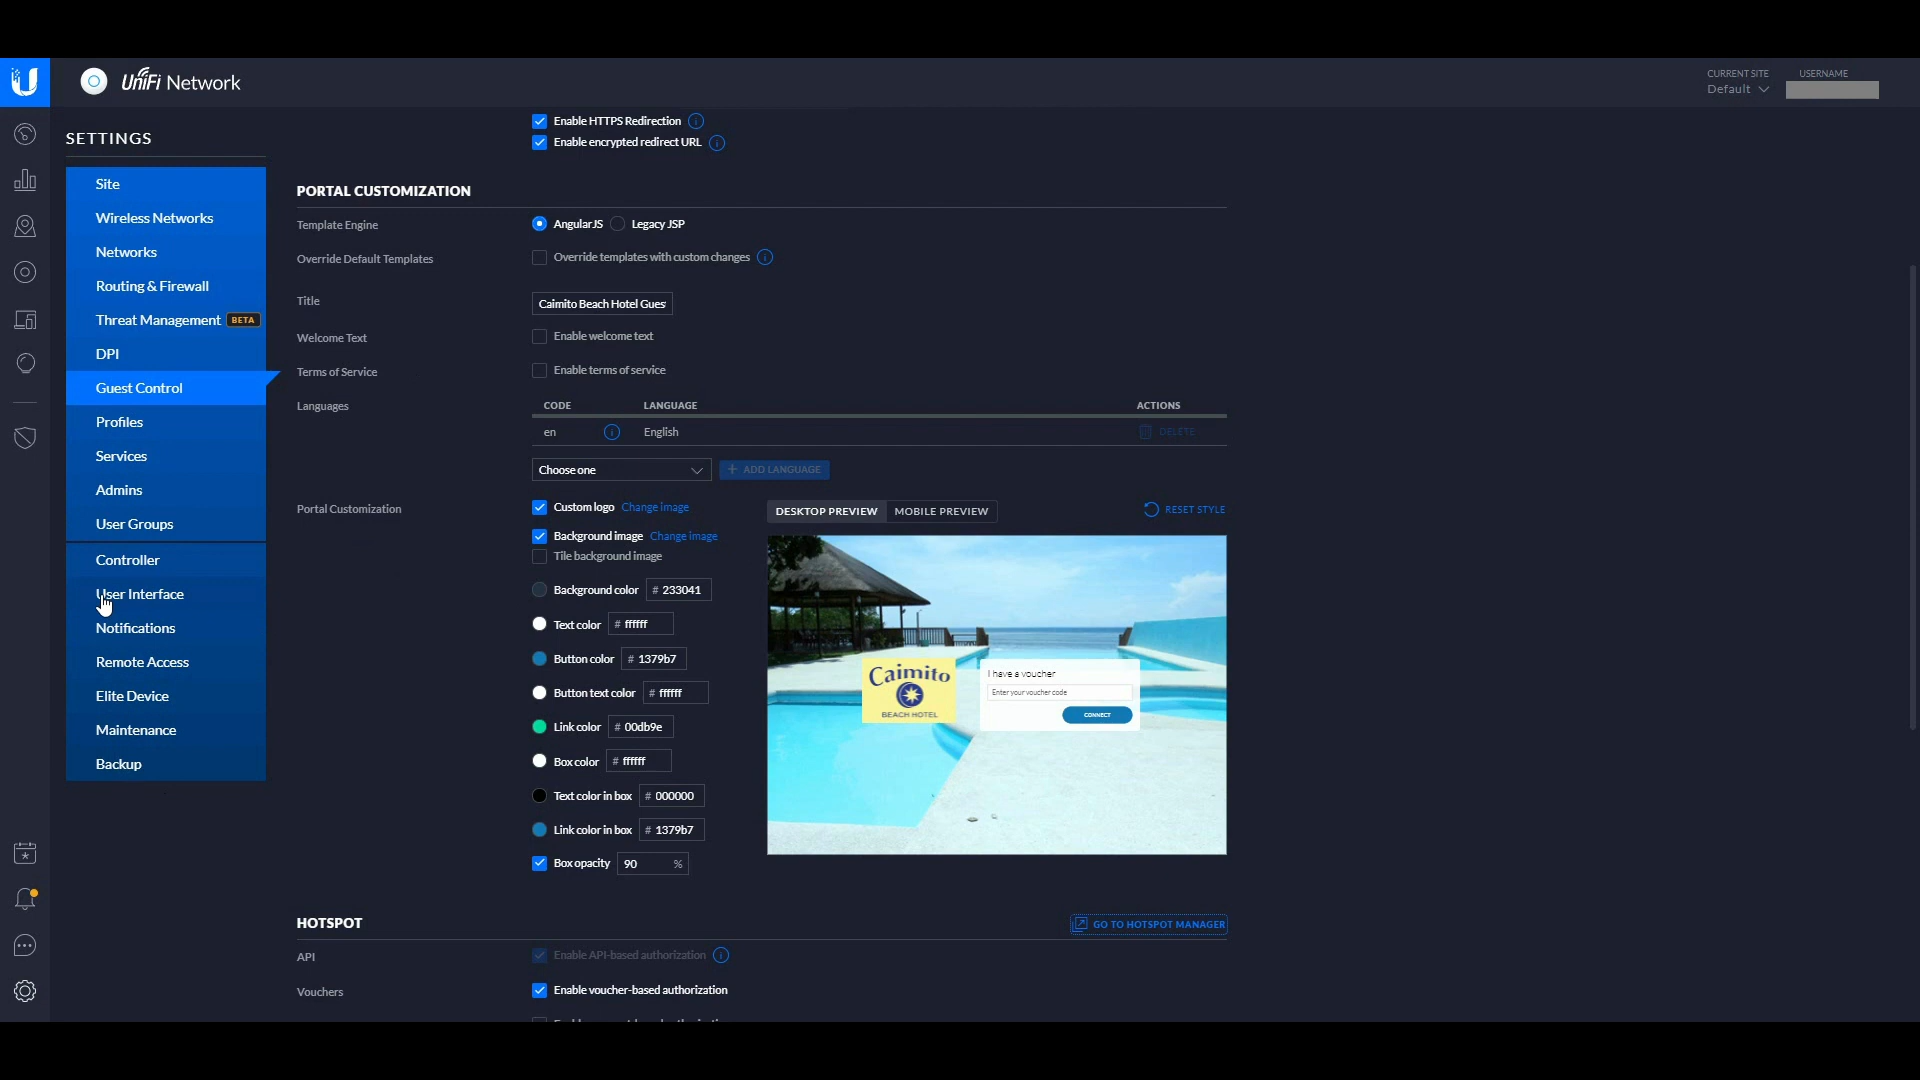 UniFi Network
CURRENT SITE
Default
USERNAME
SETTINGS
Site
Wireless Networks
Networks
Routing & Firewall
Threat Management BETA
DPI
Guest Control
Profiles
Services
Admins
User Groups
Controller
User Interface
Notifications
Remote Access
Elite Device
Maintenance
Backup
Enable HTTPS Redirection
Enable encrypted redirect URL
PORTAL CUSTOMIZATION
Template Engine AngularJS Legacy JSP
Override Default Templates Override templates with custom changes
Title Caimito Beach Hotel Gues
Welcome Text Enable welcome text
Terms of Service Enable terms of service
Languages CODE LANGUAGE ACTIONS
en English DELETE
Choose one + ADD LANGUAGE
Portal Customization Custom logo Change image
Background image Change image
Tile background image
Background color # 233041
Text color # ffffff
Button color # 1379b7
Button text color # ffffff
Link color # 00db9e
Box color # ffffff
Text color in box # 000000
Link color in box # 1379b7
Box opacity 90 %
DESKTOP PREVIEW MOBILE PREVIEW RESET STYLE
Caimito
BEACH HOTEL
I have a voucher
Enter your voucher code
CONNECT
HOTSPOT GO TO HOTSPOT MANAGER
API Enable API-based authorization
Vouchers Enable voucher-based authorization